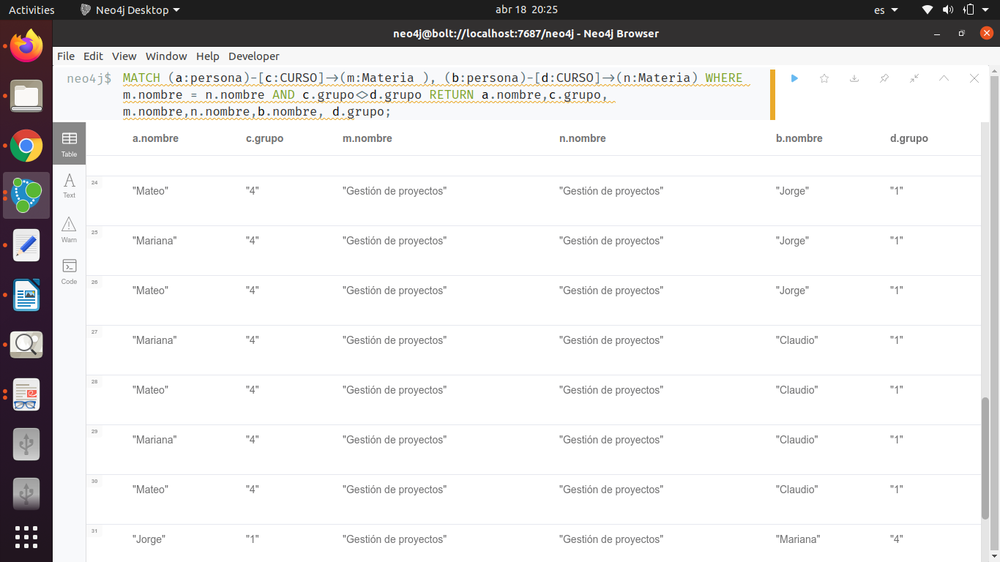 Activities Neo4j Desktop abr 18 20:25 es
neo4j@bolt://localhost:7687/neo4j - Neo4j Browser
File Edit View Window Help Developer
neo4j$ MATCH (a:persona)-[c:CURSO]->(m:Materia ), (b:persona)-[d:CURSO]->(n:Materia) WHERE
m.nombre = n.nombre AND c.grupo<>d.grupo RETURN a.nombre,c.grupo,
m.nombre,n.nombre,b.nombre, d.grupo;
Table
Text
Warn
Code
a.nombre c.grupo m.nombre n.nombre b.nombre d.grupo
24
"Mateo" "4" "Gestión de proyectos" "Gestión de proyectos" "Jorge" "1"
25
"Mariana" "4" "Gestión de proyectos" "Gestión de proyectos" "Jorge" "1"
26
"Mateo" "4" "Gestión de proyectos" "Gestión de proyectos" "Jorge" "1"
27
"Mariana" "4" "Gestión de proyectos" "Gestión de proyectos" "Claudio" "1"
28
"Mateo" "4" "Gestión de proyectos" "Gestión de proyectos" "Claudio" "1"
29
"Mariana" "4" "Gestión de proyectos" "Gestión de proyectos" "Claudio" "1"
30
"Mateo" "4" "Gestión de proyectos" "Gestión de proyectos" "Claudio" "1"
31
"Jorge" "1" "Gestión de proyectos" "Gestión de proyectos" "Mariana" "4"